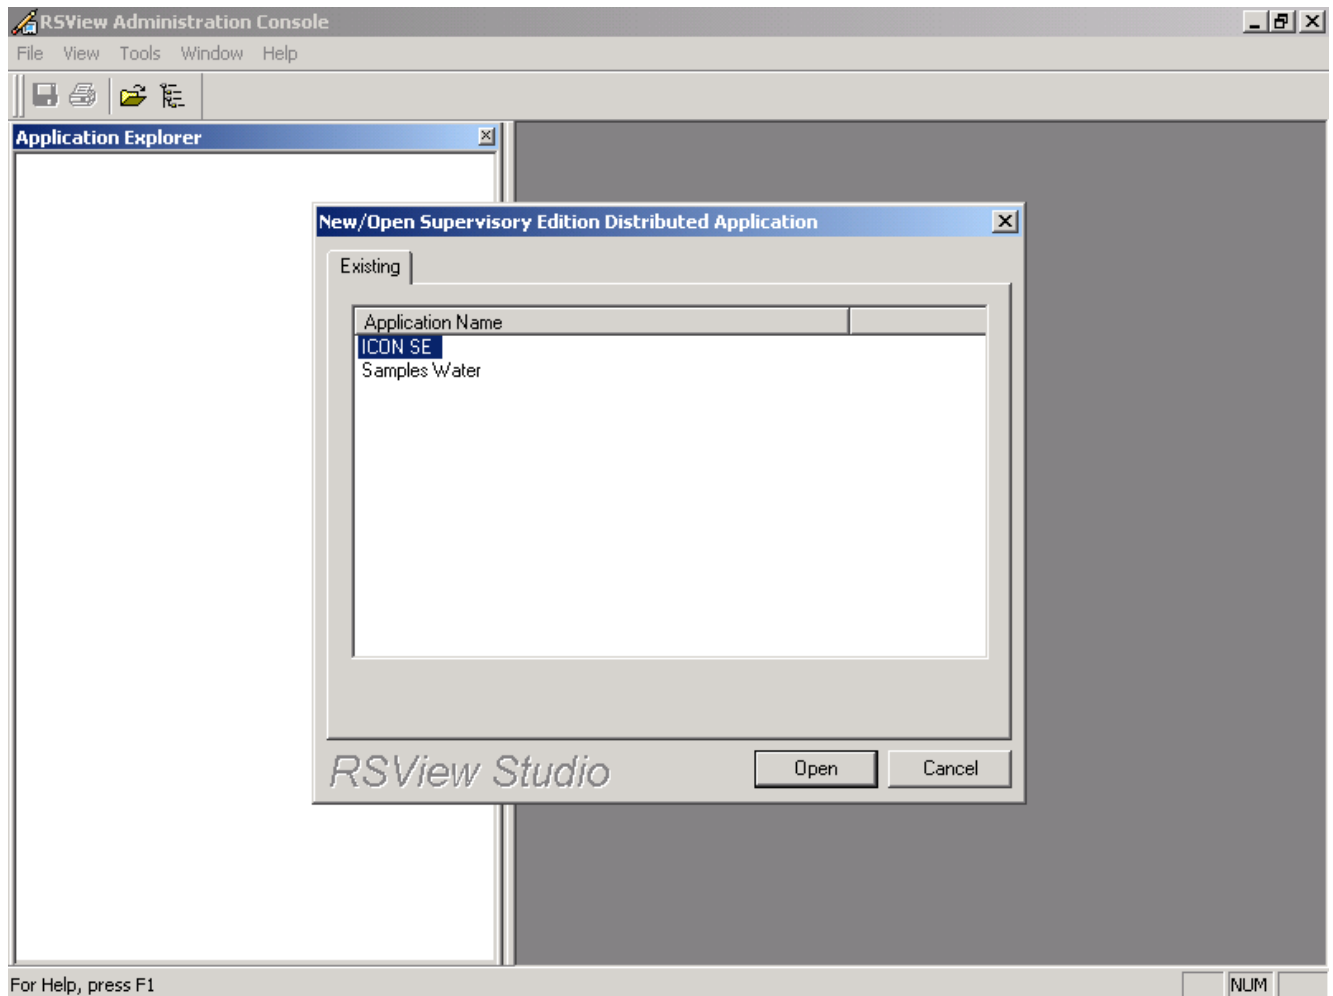 RSView Administration Console
File View Tools Window Help
Application Explorer
New/Open Supervisory Edition Distributed Application
Existing
Application Name
ICON SE
Samples Water
RSView Studio
Open
Cancel
For Help, press F1
NUM